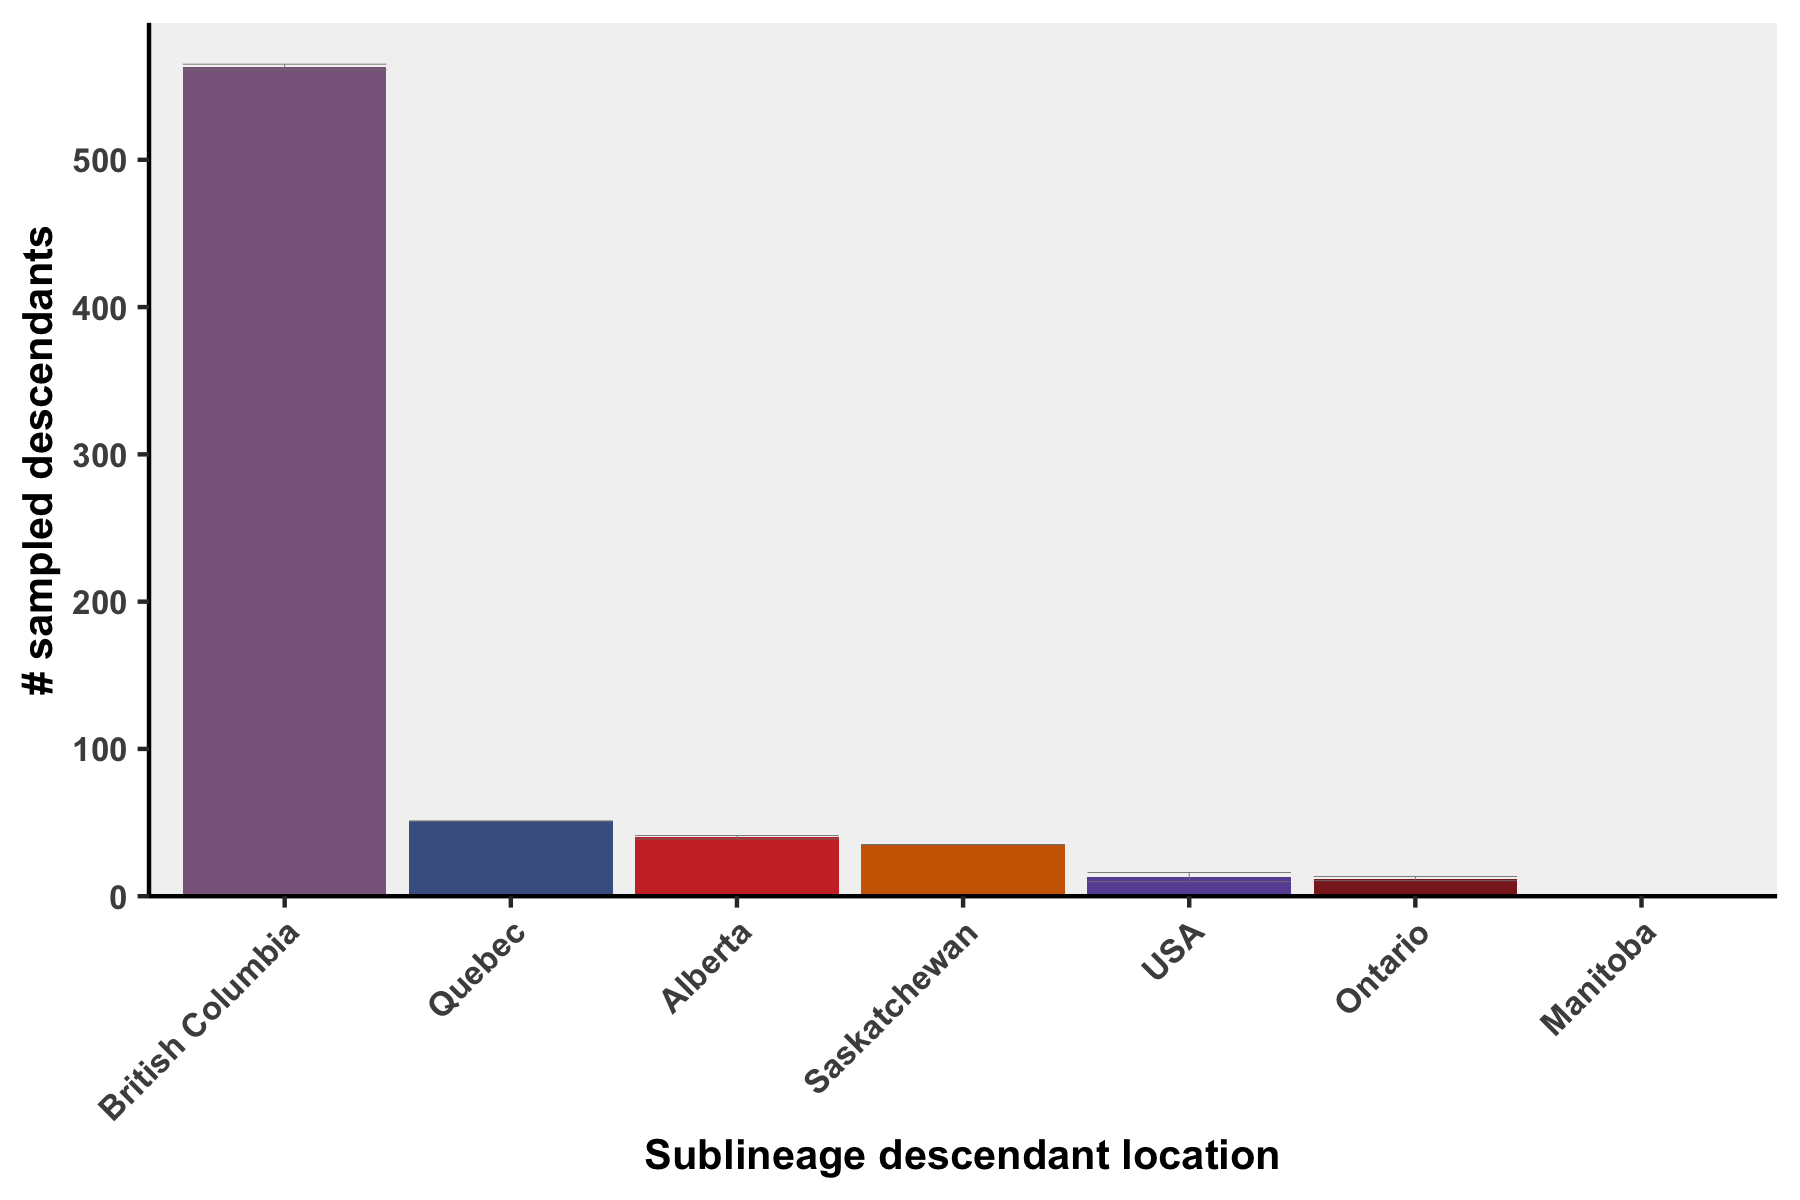 # sampled descendants
500
400
300
200
100
0
British Columbia
Quebec
Alberta
Saskatchewan
USA
Ontario
Manitoba
Sublineage descendant location